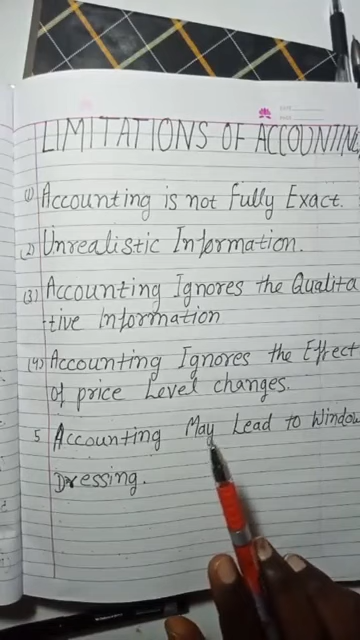 LIMITATIONS OF ACCOUNTING
(1) Accounting is not Fully Exact.
(2) Unrealistic Information.
(3) Accounting Ignores the Qualita
-tive Information
(4) Accounting Ignores the Effect
of price Level changes.
5 Accounting May Lead to Window
Dressing.